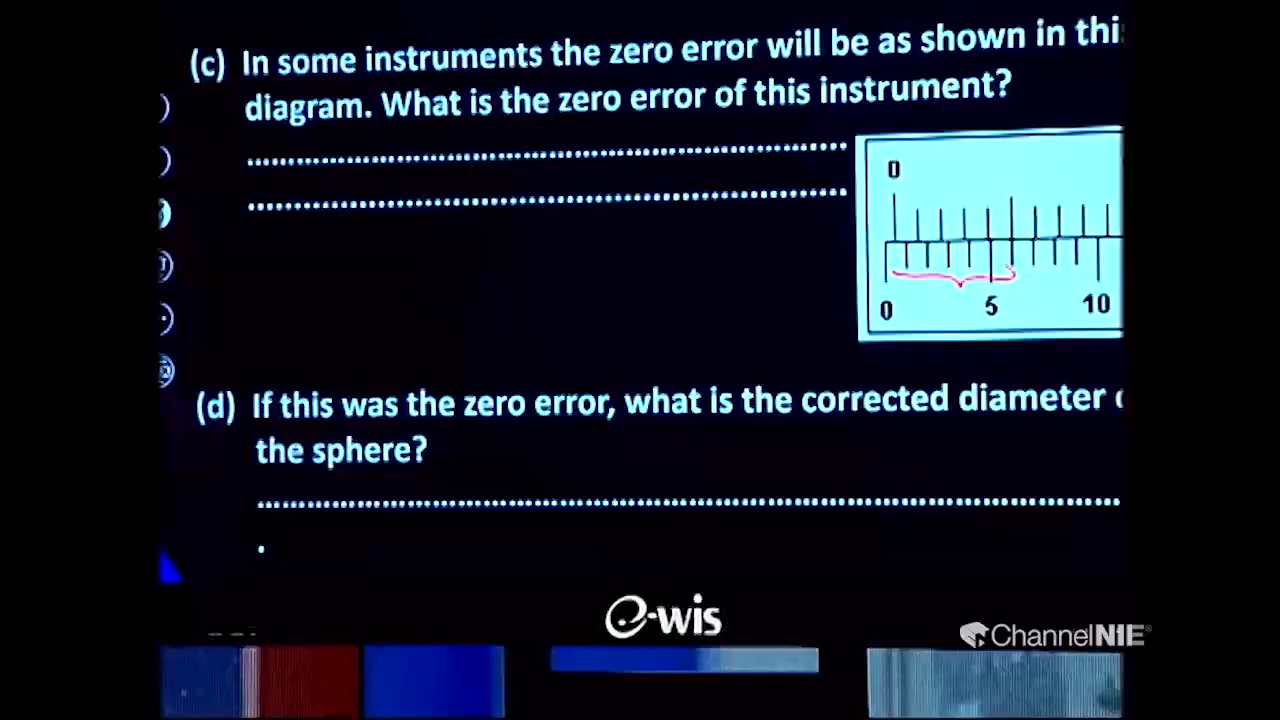 (c) In some instruments the zero error will be as shown in
diagram. What is the zero error of this instrument?
0
0 5 10
(d) If this was the zero error, what is the corrected diameter
the sphere?
e-wis
ChannelNIE